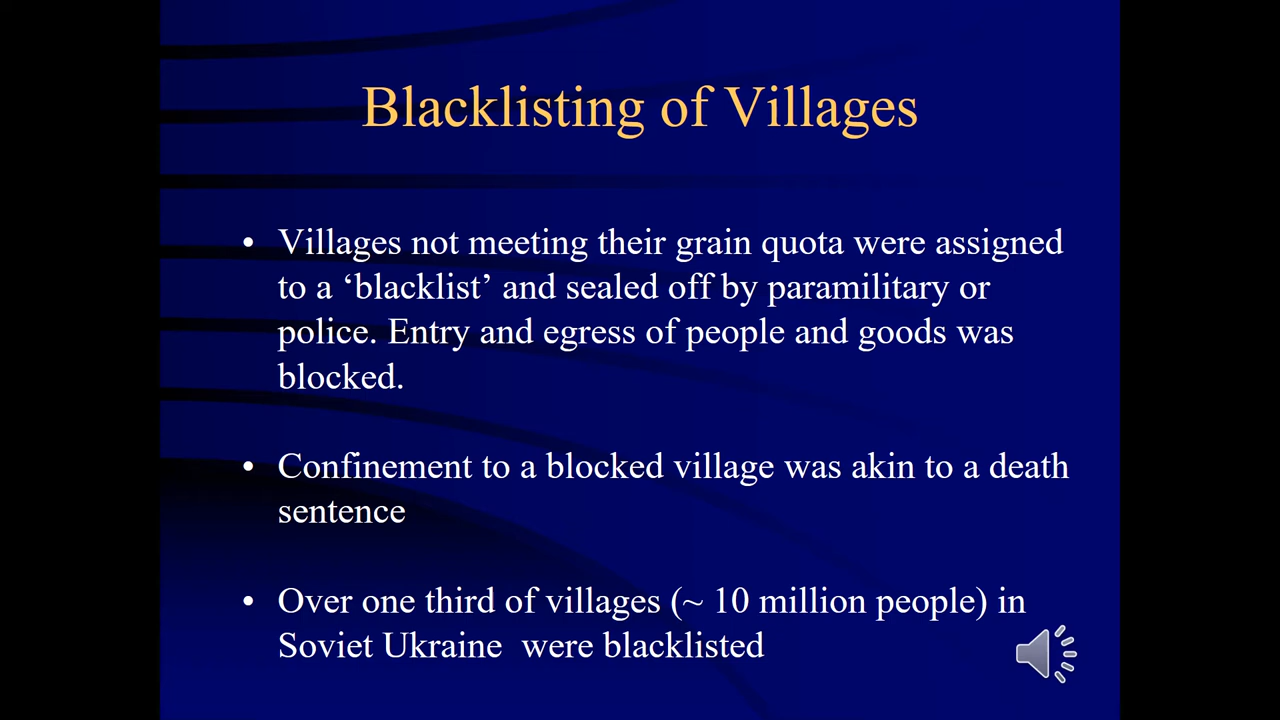 Blacklisting of Villages
• Villages not meeting their grain quota were assigned
to a ‘blacklist’ and sealed off by paramilitary or
police. Entry and egress of people and goods was
blocked.
• Confinement to a blocked village was akin to a death
sentence
• Over one third of villages (~ 10 million people) in
Soviet Ukraine  were blacklisted